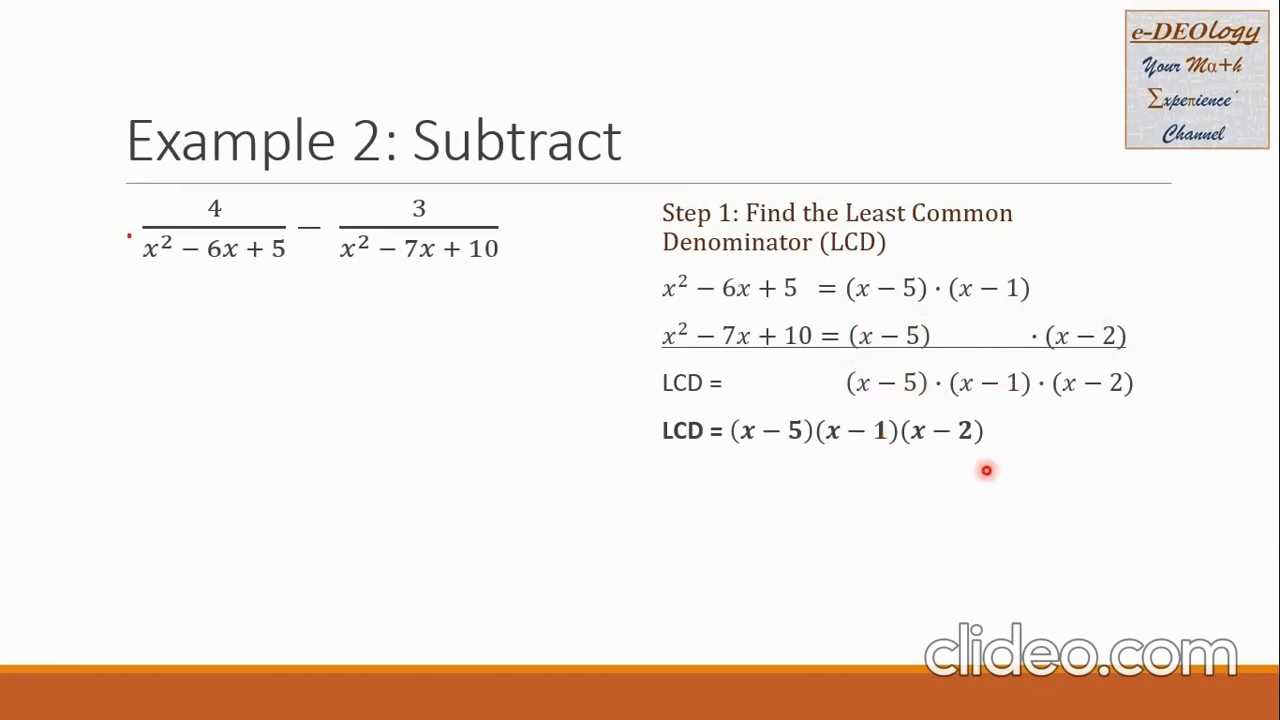 e-DEOlogy
Your Mα+h
Σxpeπience'
Channel
Example 2: Subtract
4/(x² − 6x + 5) − 3/(x² − 7x + 10)
Step 1: Find the Least Common
Denominator (LCD)
x² − 6x + 5 = (x − 5) · (x − 1)
x² − 7x + 10 = (x − 5) · (x − 2)
LCD = (x − 5) · (x − 1) · (x − 2)
LCD = (x − 5)(x − 1)(x − 2)
clideo.com